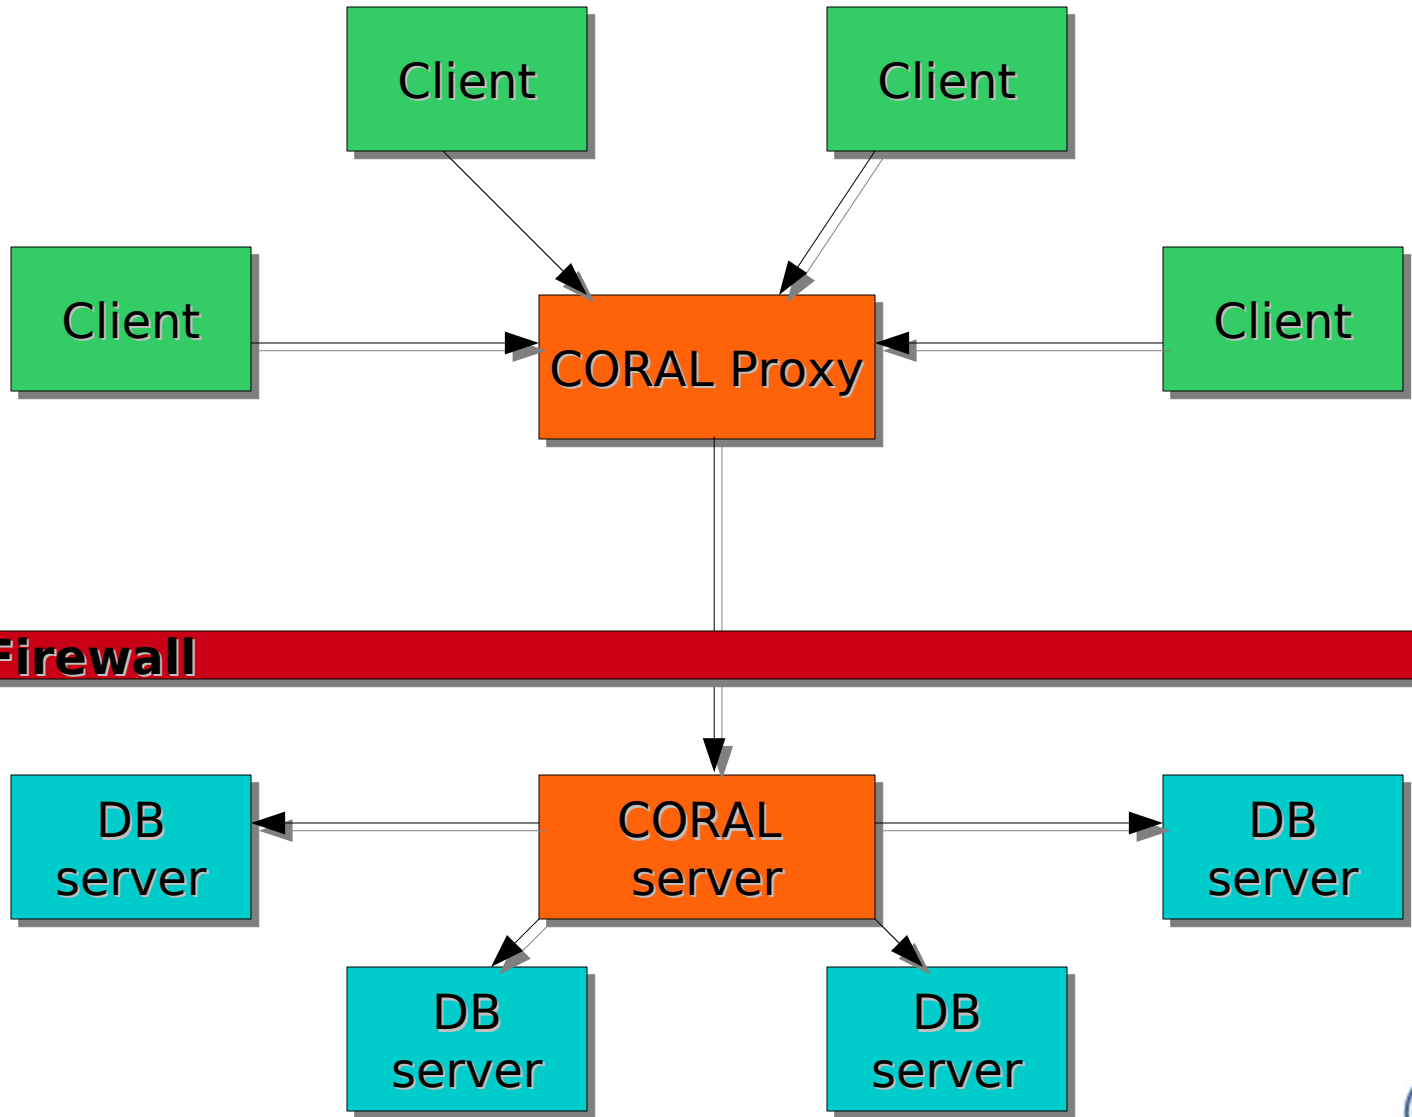 Client
Client
Client
Client
CORAL Proxy
Firewall
DB
server
CORAL
server
DB
server
DB
server
DB
server